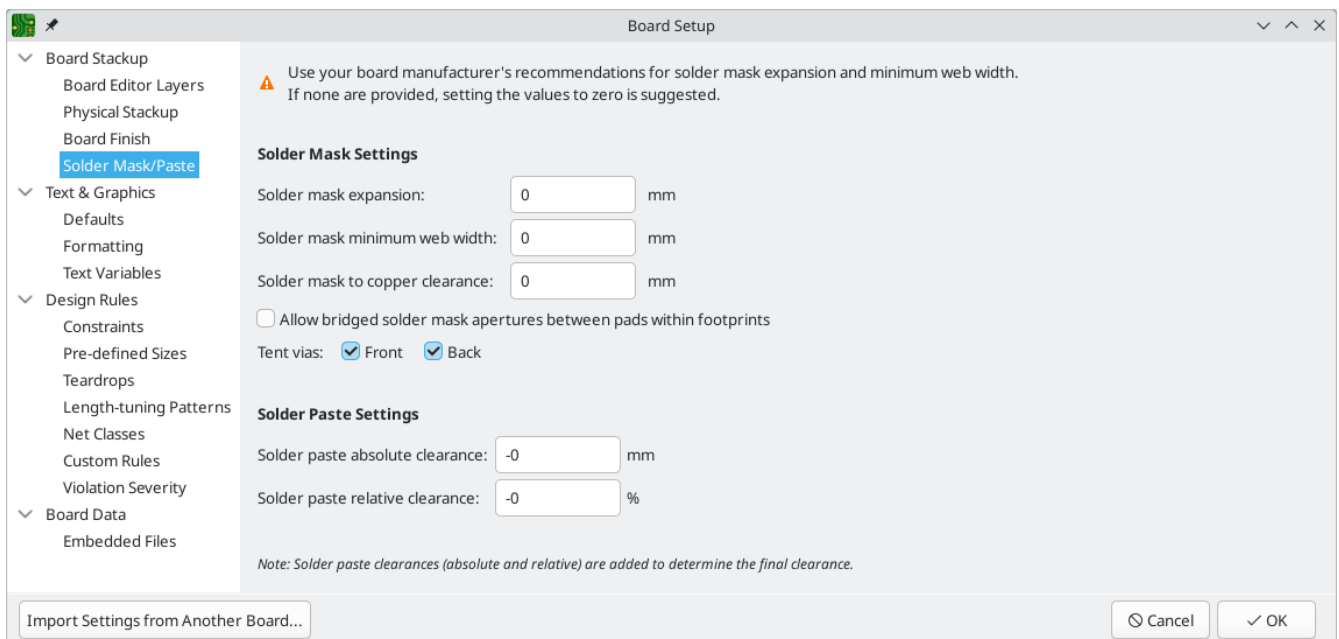 Board Setup
Board Stackup
Board Editor Layers
Physical Stackup
Board Finish
Solder Mask/Paste
Text & Graphics
Defaults
Formatting
Text Variables
Design Rules
Constraints
Pre-defined Sizes
Teardrops
Length-tuning Patterns
Net Classes
Custom Rules
Violation Severity
Board Data
Embedded Files
Use your board manufacturer's recommendations for solder mask expansion and minimum web width.
If none are provided, setting the values to zero is suggested.
Solder Mask Settings
Solder mask expansion: 0 mm
Solder mask minimum web width: 0 mm
Solder mask to copper clearance: 0 mm
Allow bridged solder mask apertures between pads within footprints
Tent vias: Front Back
Solder Paste Settings
Solder paste absolute clearance: -0 mm
Solder paste relative clearance: -0 %
Note: Solder paste clearances (absolute and relative) are added to determine the final clearance.
Import Settings from Another Board... Cancel OK